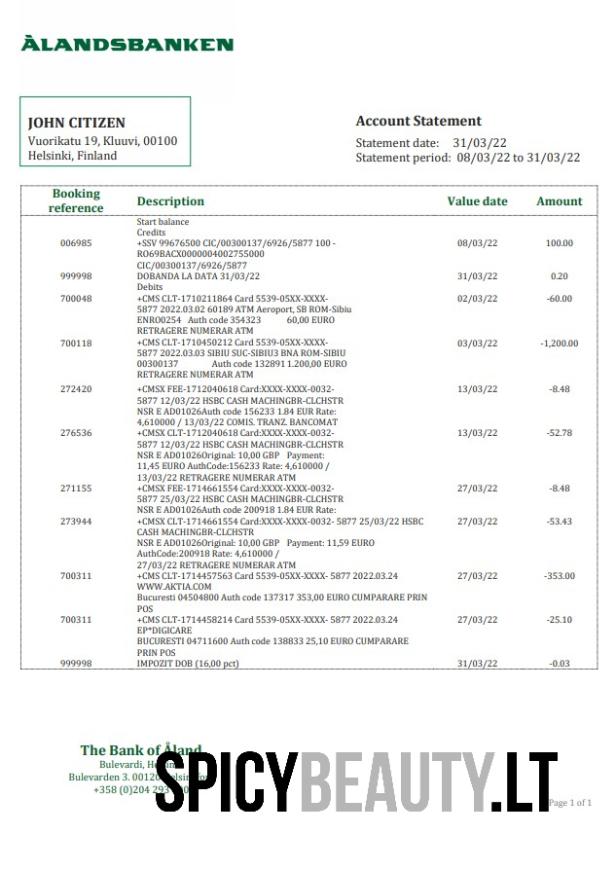 ÅLANDSBANKEN
JOHN CITIZEN
Vuorikatu 19, Kluuvi, 00100
Helsinki, Finland
Account Statement
Statement date: 31/03/22
Statement period: 08/03/22 to 31/03/22
Booking reference Description Value date Amount
Start balance
Credits
006985 +SSV 99676500 CIC/00300137/6926/5877 100 - 08/03/22 100.00
RO69BACX0000004002755000
CIC/00300137/6926/5877
999998 DOBANDA LA DATA 31/03/22 31/03/22 0.20
Debits
700048 +CMS CLT-1710211864 Card 5539-05XX-XXXX- 02/03/22 -60.00
5877 2022.03.02 60189 ATM Aeroport, SB ROM-Sibiu
ENRO0254 Auth code 354323 60,00 EURO
RETRAGERE NUMERAR ATM
700118 +CMS CLT-1710450212 Card 5539-05XX-XXXX- 03/03/22 -1,200.00
5877 2022.03.03 SIBIU SUC-SIBIU3 BNA ROM-SIBIU
00300137 Auth code 132891 1.200,00 EURO
RETRAGERE NUMERAR ATM
272420 +CMSX FEE-1712040618 Card:XXXX-XXXX-0032- 13/03/22 -8.48
5877 12/03/22 HSBC CASH MACHINGBR-CLCHSTR
NSR E AD01026Auth code 156233 1.84 EUR Rate:
4,610000 / 13/03/22 COMIS. TRANZ. BANCOMAT
276536 +CMSX CLT-1712040618 Card:XXXX-XXXX-0032- 13/03/22 -52.78
5877 12/03/22 HSBC CASH MACHINGBR-CLCHSTR
NSR E AD01026Original: 10,00 GBP Payment:
11,45 EURO AuthCode:156233 Rate: 4,610000 /
13/03/22 RETRAGERE NUMERAR ATM
271155 +CMSX FEE-1714661554 Card:XXXX-XXXX-0032- 27/03/22 -8.48
5877 25/03/22 HSBC CASH MACHINGBR-CLCHSTR
NSR E AD01026Auth code 200918 1.84 EUR Rate:
273944 +CMSX CLT-1714661554 Card:XXXX-XXXX-0032- 5877 25/03/22 HSBC 27/03/22 -53.43
CASH MACHINGBR-CLCHSTR
NSR E AD01026Original: 10,00 GBP Payment: 11,59 EURO
AuthCode:200918 Rate: 4,610000 /
27/03/22 RETRAGERE NUMERAR ATM
700311 +CMS CLT-1714457563 Card 5539-05XX-XXXX- 5877 2022.03.24 27/03/22 -353.00
WWW.AKTIA.COM
Bucuresti 04504800 Auth code 137317 353,00 EURO CUMPARARE PRIN
POS
700311 +CMS CLT-1714458214 Card 5539-05XX-XXXX- 5877 2022.03.24 27/03/22 -25.10
EP*DIGICARE
BUCURESTI 04711600 Auth code 138833 25,10 EURO CUMPARARE
PRIN POS
999998 IMPOZIT DOB (16,00 pct) 31/03/22 -0.03
The Bank of Åland
Bulevardi,
Bulevarden 3.
+358 (0)204
SPICYBEAUTY.LT
Page 1 of 1